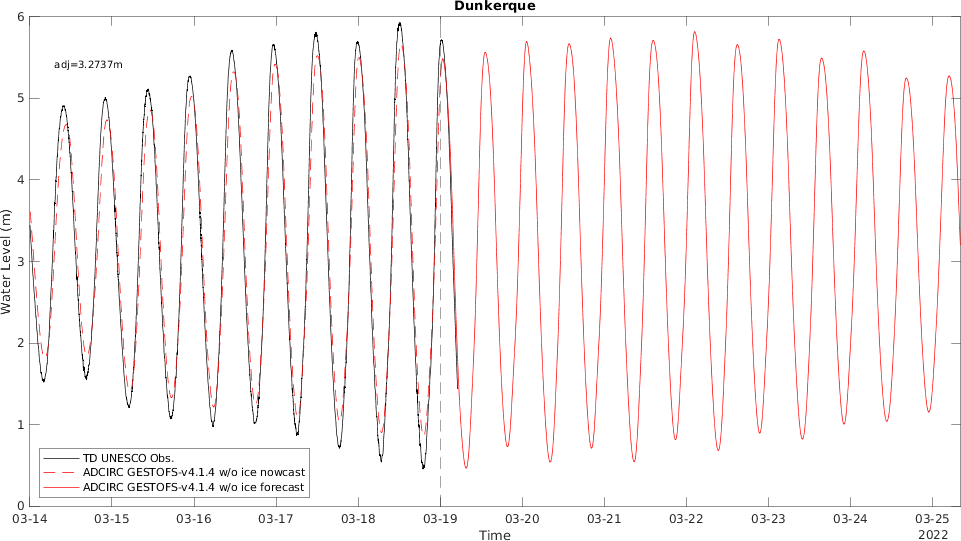 Dunkerque
adj=3.2737m
Water Level (m)
6
5
4
3
2
1
0
TD UNESCO Obs.
ADCIRC GESTOFS-v4.1.4 w/o ice nowcast
ADCIRC GESTOFS-v4.1.4 w/o ice forecast
03-14 03-15 03-16 03-17 03-18 03-19 03-20 03-21 03-22 03-23 03-24 03-25
2022
Time